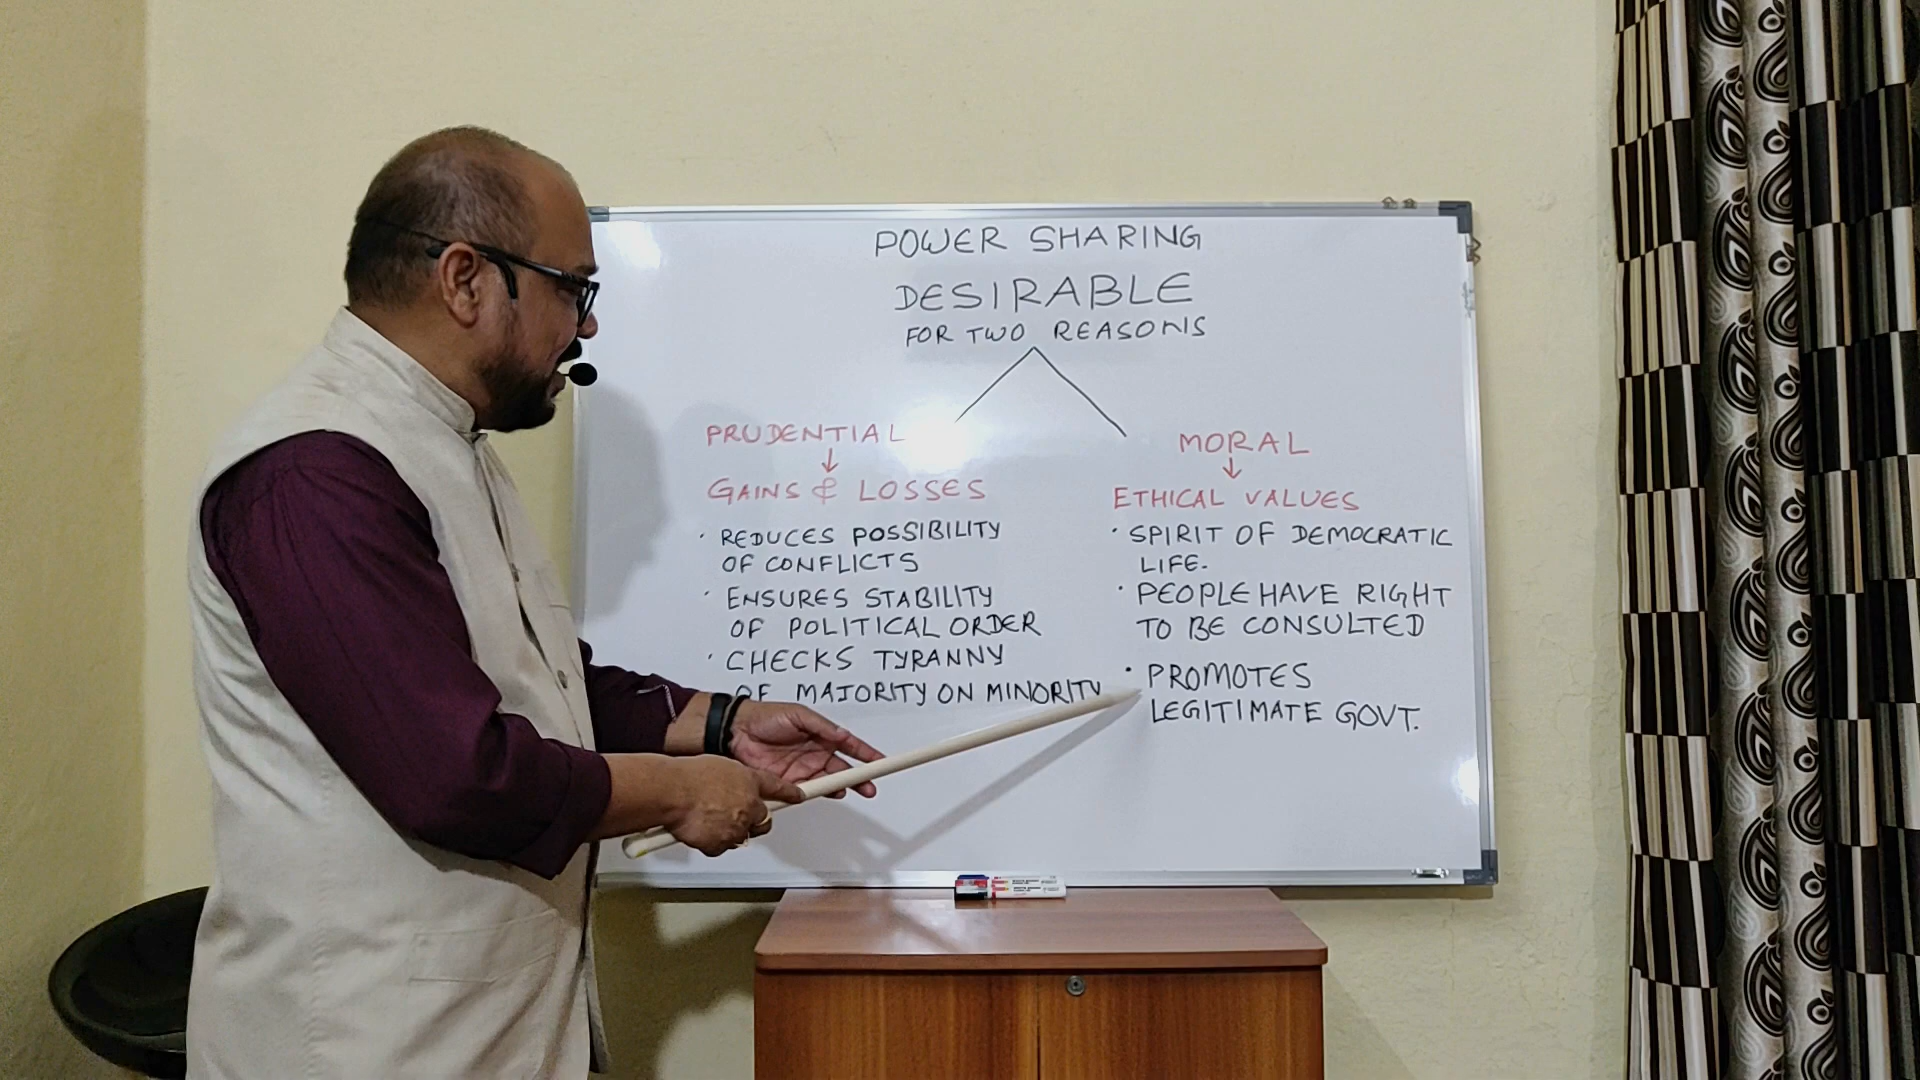 POWER SHARING
DESIRABLE
FOR TWO REASONS
PRUDENTIAL
↓
GAINS & LOSSES
· REDUCES POSSIBILITY
OF CONFLICTS
· ENSURES STABILITY
OF POLITICAL ORDER
· CHECKS TYRANNY
OF MAJORITY ON MINORITY
MORAL
↓
ETHICAL VALUES
· SPIRIT OF DEMOCRATIC
LIFE.
· PEOPLE HAVE RIGHT
TO BE CONSULTED
· PROMOTES
LEGITIMATE GOVT.